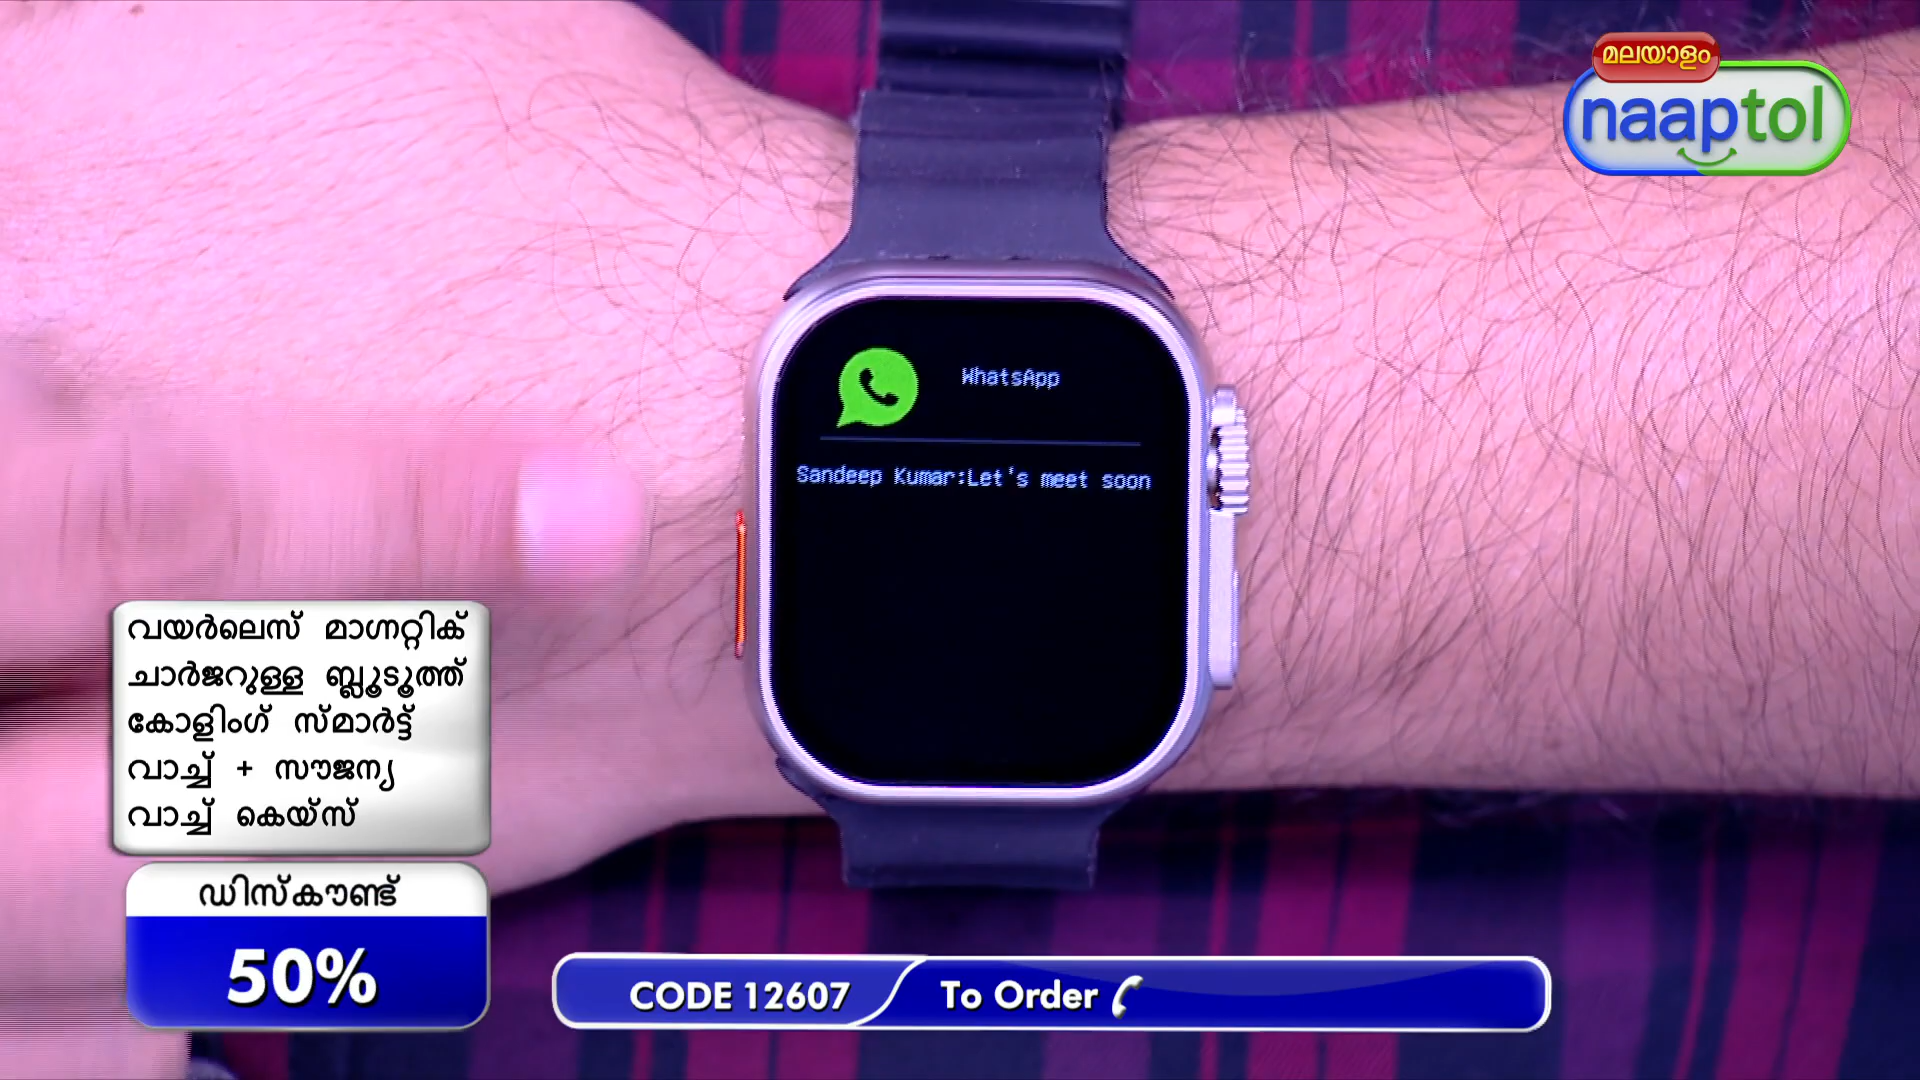 മലയാളം
naaptol
WhatsApp
Sandeep Kumar:Let's meet soon
വയർലെസ് മാഗ്നറ്റിക്
ചാർജറുള്ള ബ്ലൂടൂത്ത്
കോളിംഗ് സ്മാർട്ട്
വാച്ച് + സൗജന്യ
വാച്ച് കെയ്സ്
ഡിസ്കൗണ്ട്
50%
CODE 12607 To Order